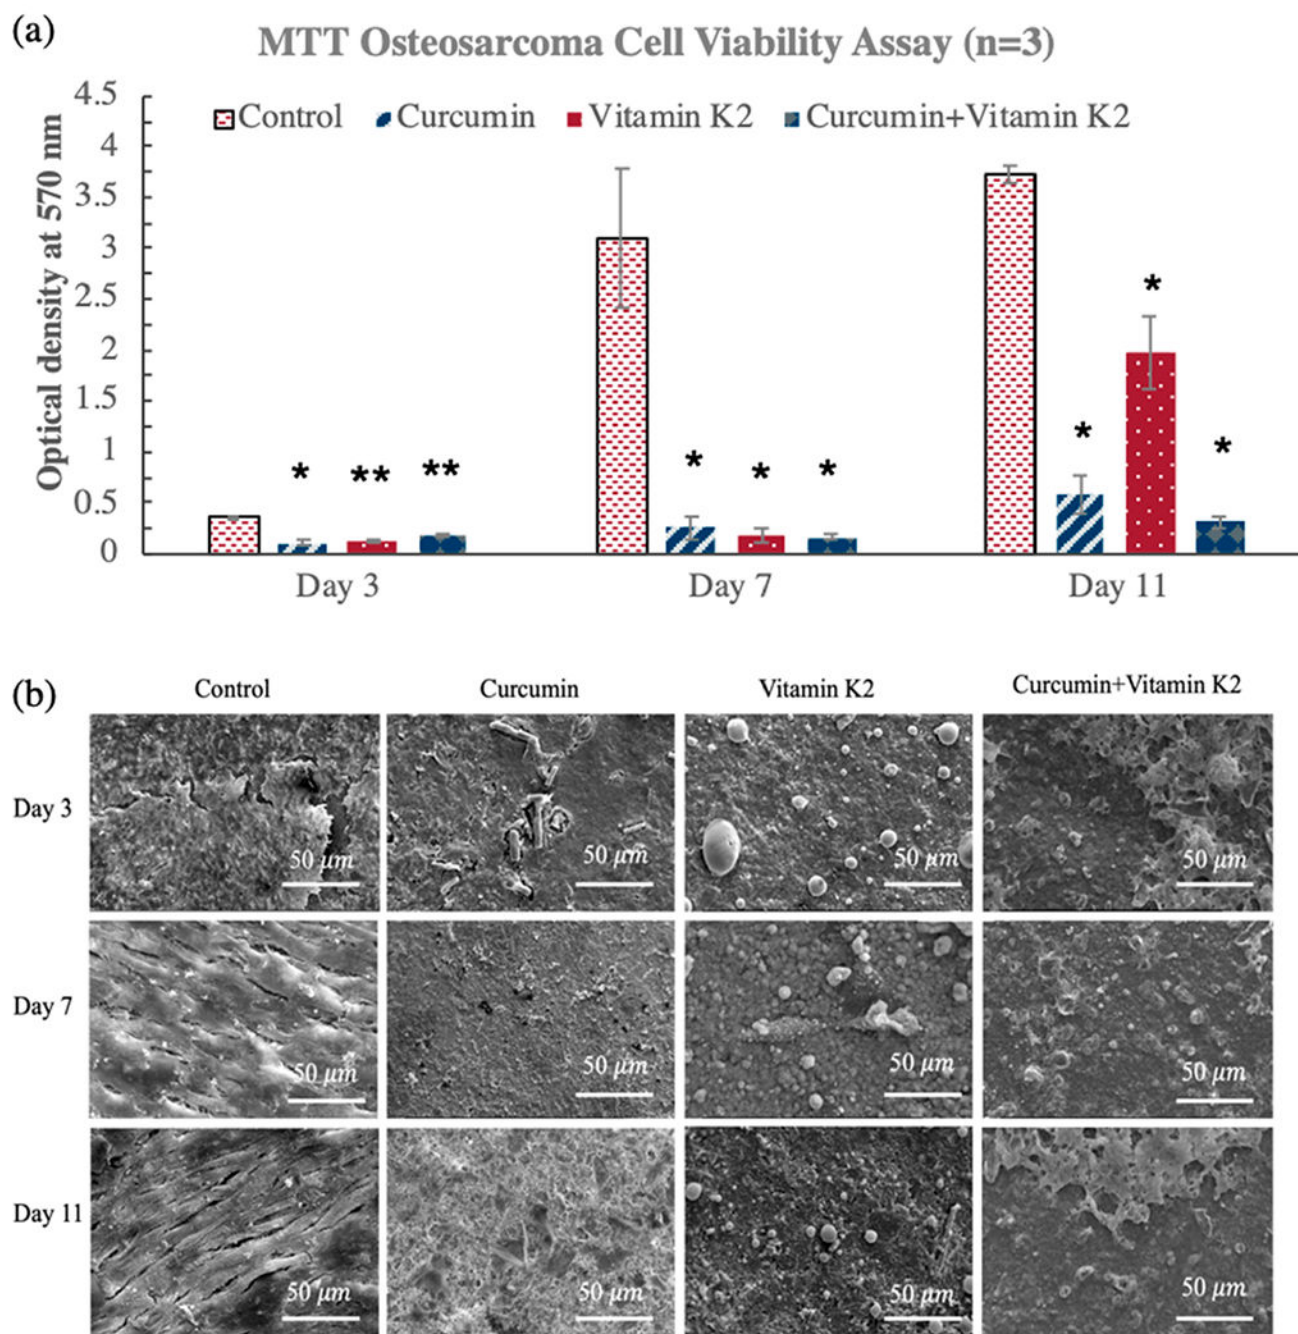 (a)
MTT Osteosarcoma Cell Viability Assay (n=3)
Optical density at 570 nm
4.5
4
3.5
3
2.5
2
1.5
1
0.5
0
Control Curcumin Vitamin K2 Curcumin+Vitamin K2
* ** **
* * *
* * *
Day 3 Day 7 Day 11
(b)
Control Curcumin Vitamin K2 Curcumin+Vitamin K2
Day 3
50 μm 50 μm 50 μm 50 μm
Day 7
50 μm 50 μm 50 μm 50 μm
Day 11
50 μm 50 μm 50 μm 50 μm